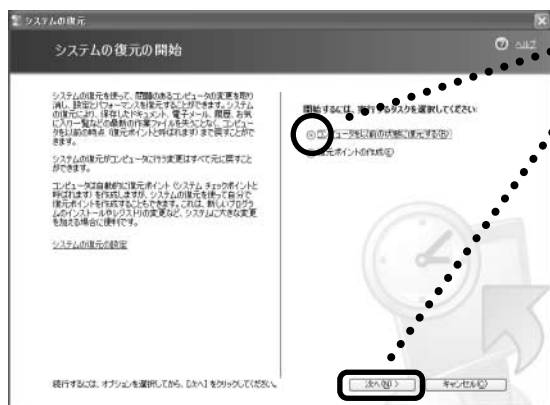 システムの復元
システムの復元の開始
ヘルプ
システムの復元を使って、問題のあるコンピュータの変更を取り
消し、設定とパフォーマンスを復元することができます。システム
の復元により、保存したドキュメント、電子メール、履歴、お気
に入り一覧などの最新の作業ファイルを失うことなく、コンピュー
タを以前の時点 (復元ポイントと呼ばれます) まで戻すことがで
きます。
システムの復元がコンピュータに行う変更はすべて元に戻すこと
ができます。
コンピュータは自動的に復元ポイント (システム チェックポイントと
呼ばれます) を作成しますが、システムの復元を使って自分で
復元ポイントを作成することもできます。これは、新しいプログラ
ムのインストールやレジストリの変更など、システムに大きな変更
を加える場合に便利です。
システムの復元の設定
開始するには、実行するタスクを選択してください:
コンピュータを以前の状態に復元する(R)
復元ポイントの作成(E)
続行するには、オプションを選択してから、[次へ] をクリックしてください。
次へ(N) >
キャンセル(C)